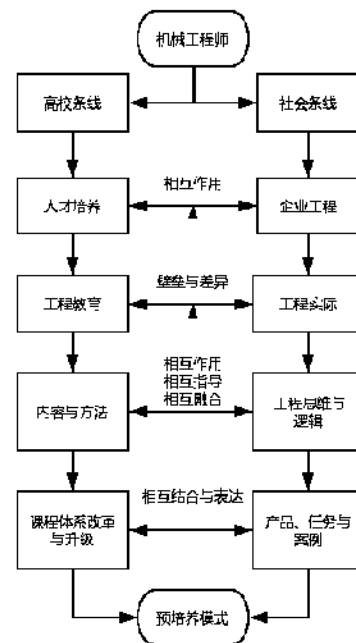 机械工程师
高校条线
社会条线
相互作用
人才培养
企业工程
壁垒与差异
工程教育
工程实际
相互作用
相互指导
相互融合
内容与方法
工程思维与
逻辑
相互结合与表达
课程体系改革
与升级
产品、任务与
案例
预培养模式